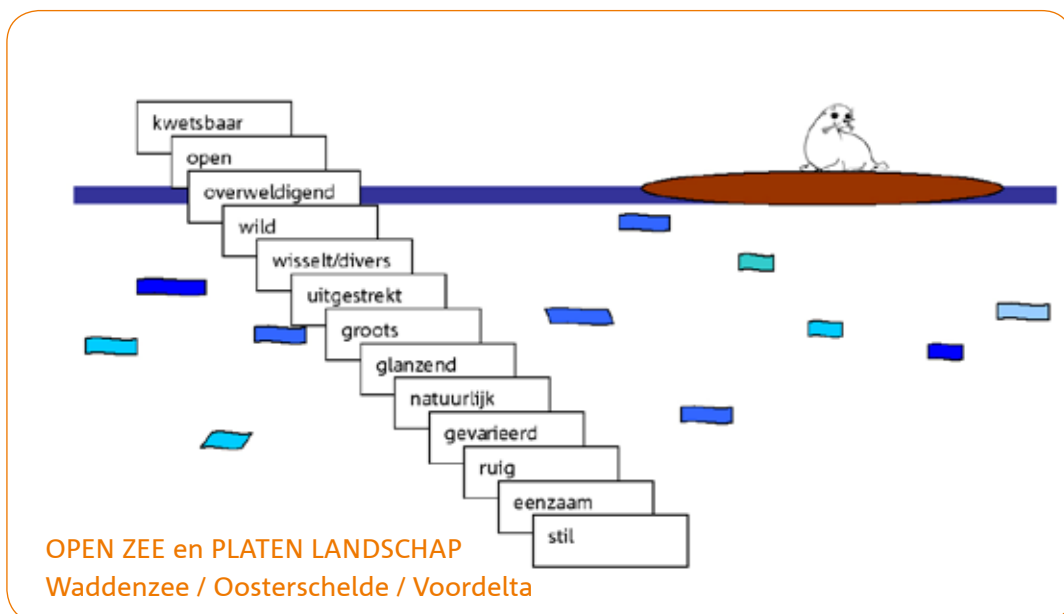 kwetsbaar
open
overweldigend
wild
wisselt/divers
uitgestrekt
groots
glanzend
natuurlijk
gevarieerd
ruig
eenzaam
stil
OPEN ZEE en PLATEN LANDSCHAP
Waddenzee / Oosterschelde / Voordelta